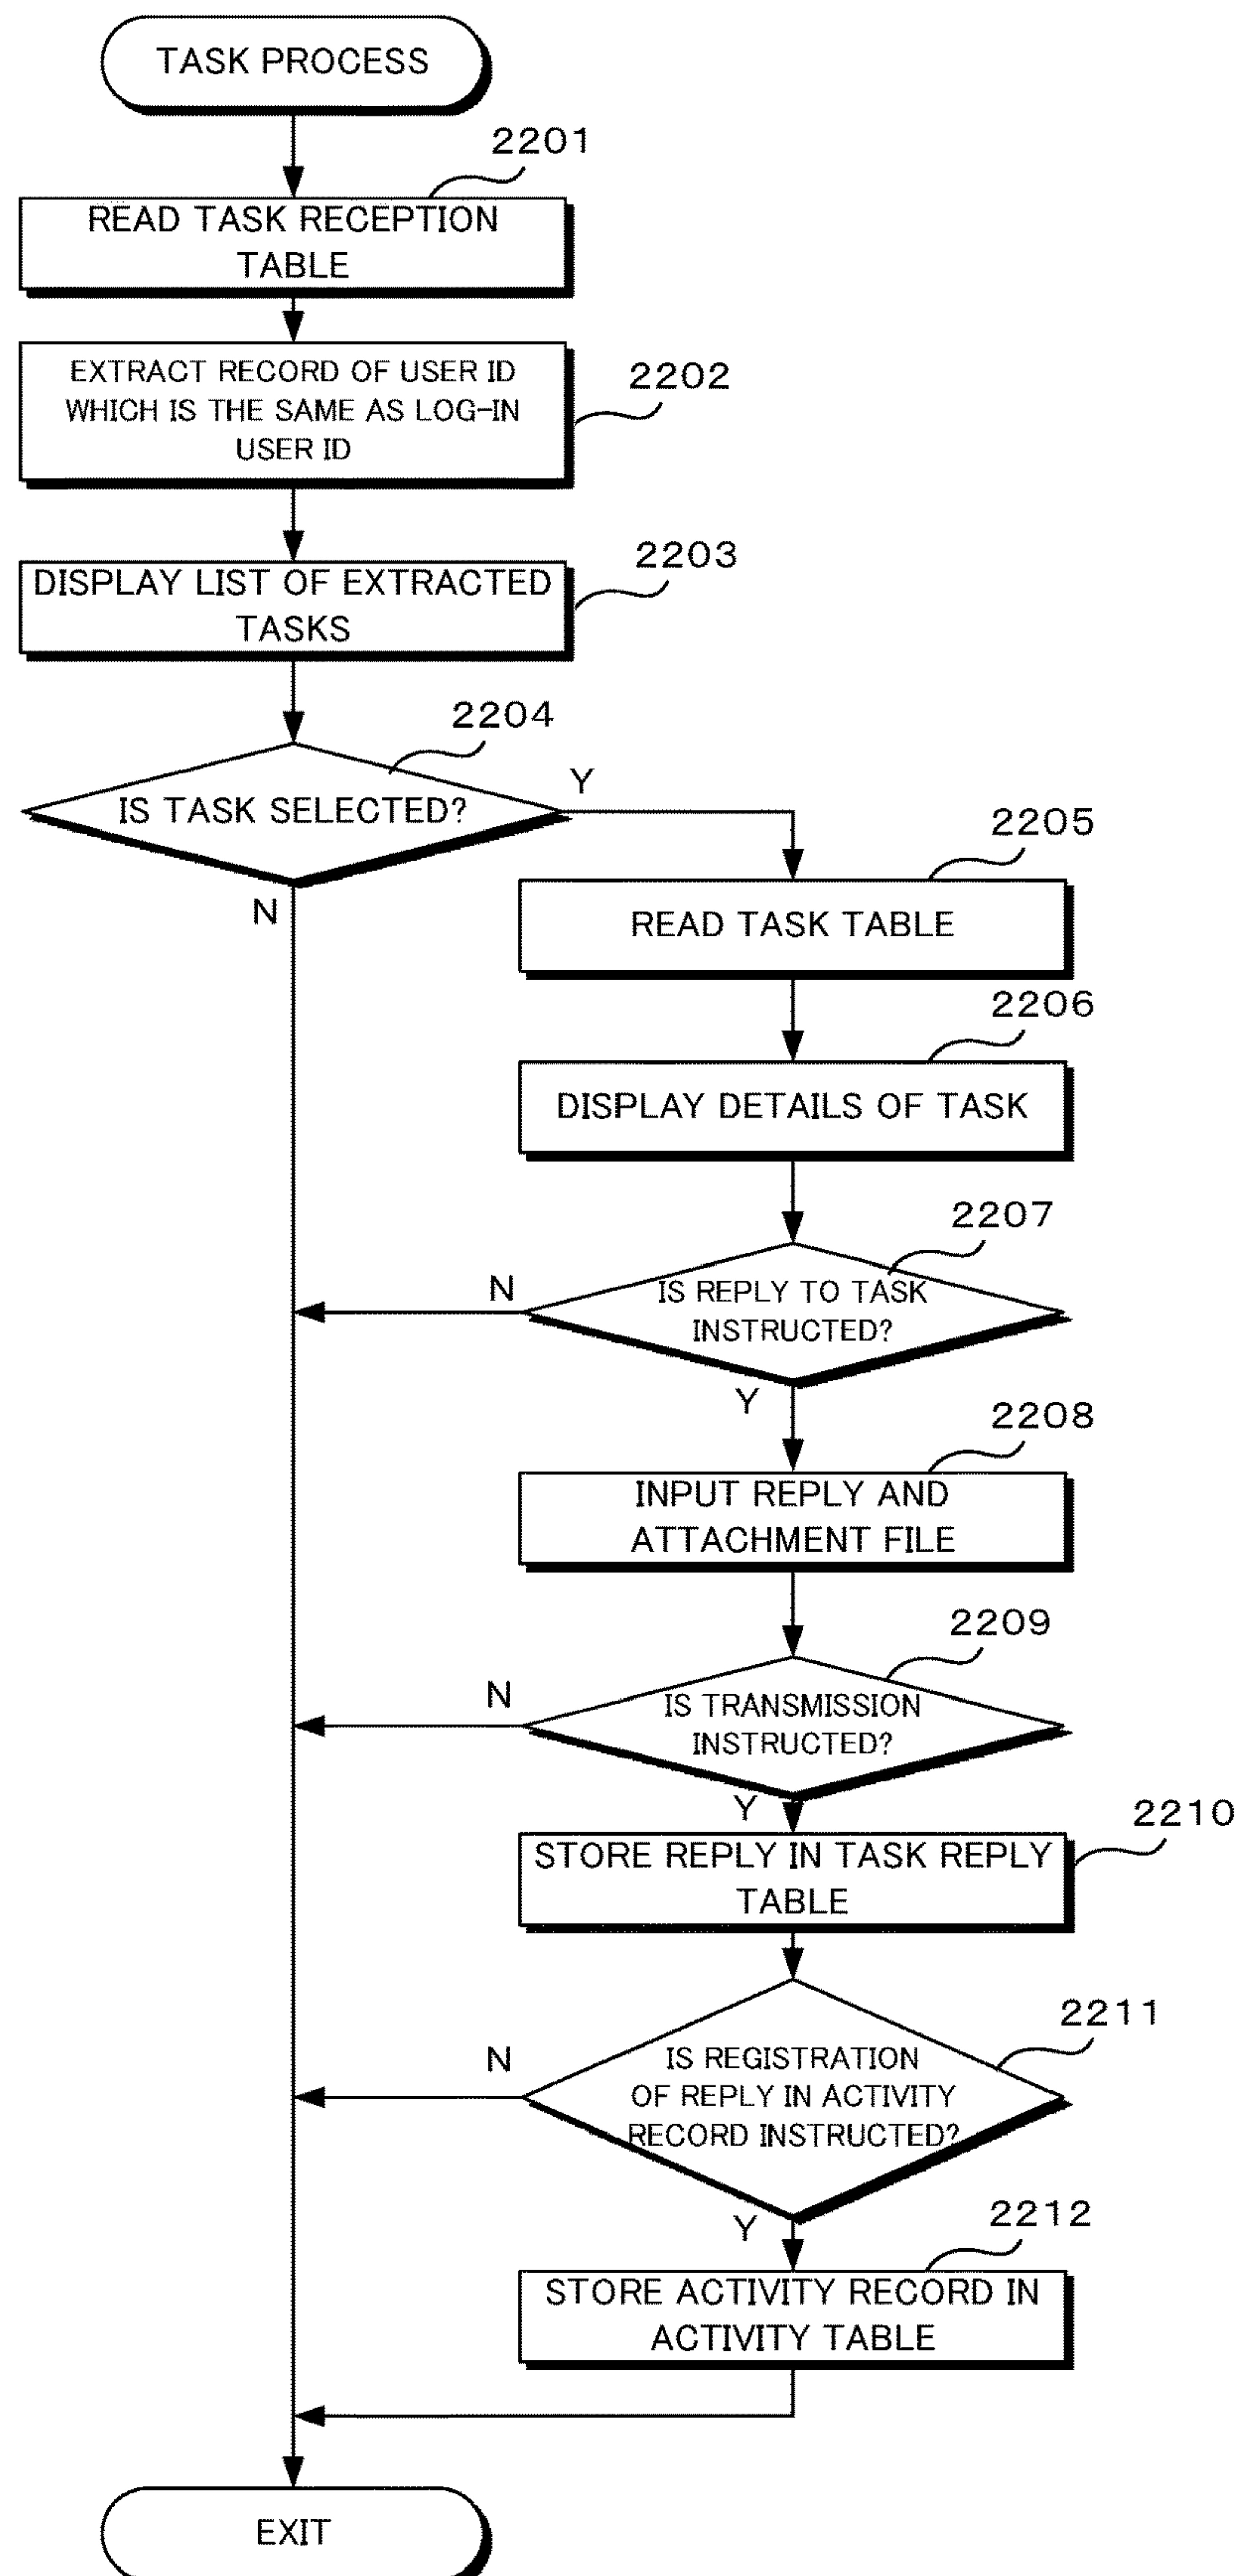 TASK PROCESS
2201
READ TASK RECEPTION
TABLE
2202
EXTRACT RECORD OF USER ID
WHICH IS THE SAME AS LOG-IN
USER ID
2203
DISPLAY LIST OF EXTRACTED
TASKS
2204
IS TASK SELECTED?
Y
N
2205
READ TASK TABLE
2206
DISPLAY DETAILS OF TASK
2207
IS REPLY TO TASK
INSTRUCTED?
N
Y
2208
INPUT REPLY AND
ATTACHMENT FILE
2209
IS TRANSMISSION
INSTRUCTED?
N
Y
2210
STORE REPLY IN TASK REPLY
TABLE
2211
IS REGISTRATION
OF REPLY IN ACTIVITY
RECORD INSTRUCTED?
N
Y
2212
STORE ACTIVITY RECORD IN
ACTIVITY TABLE
EXIT